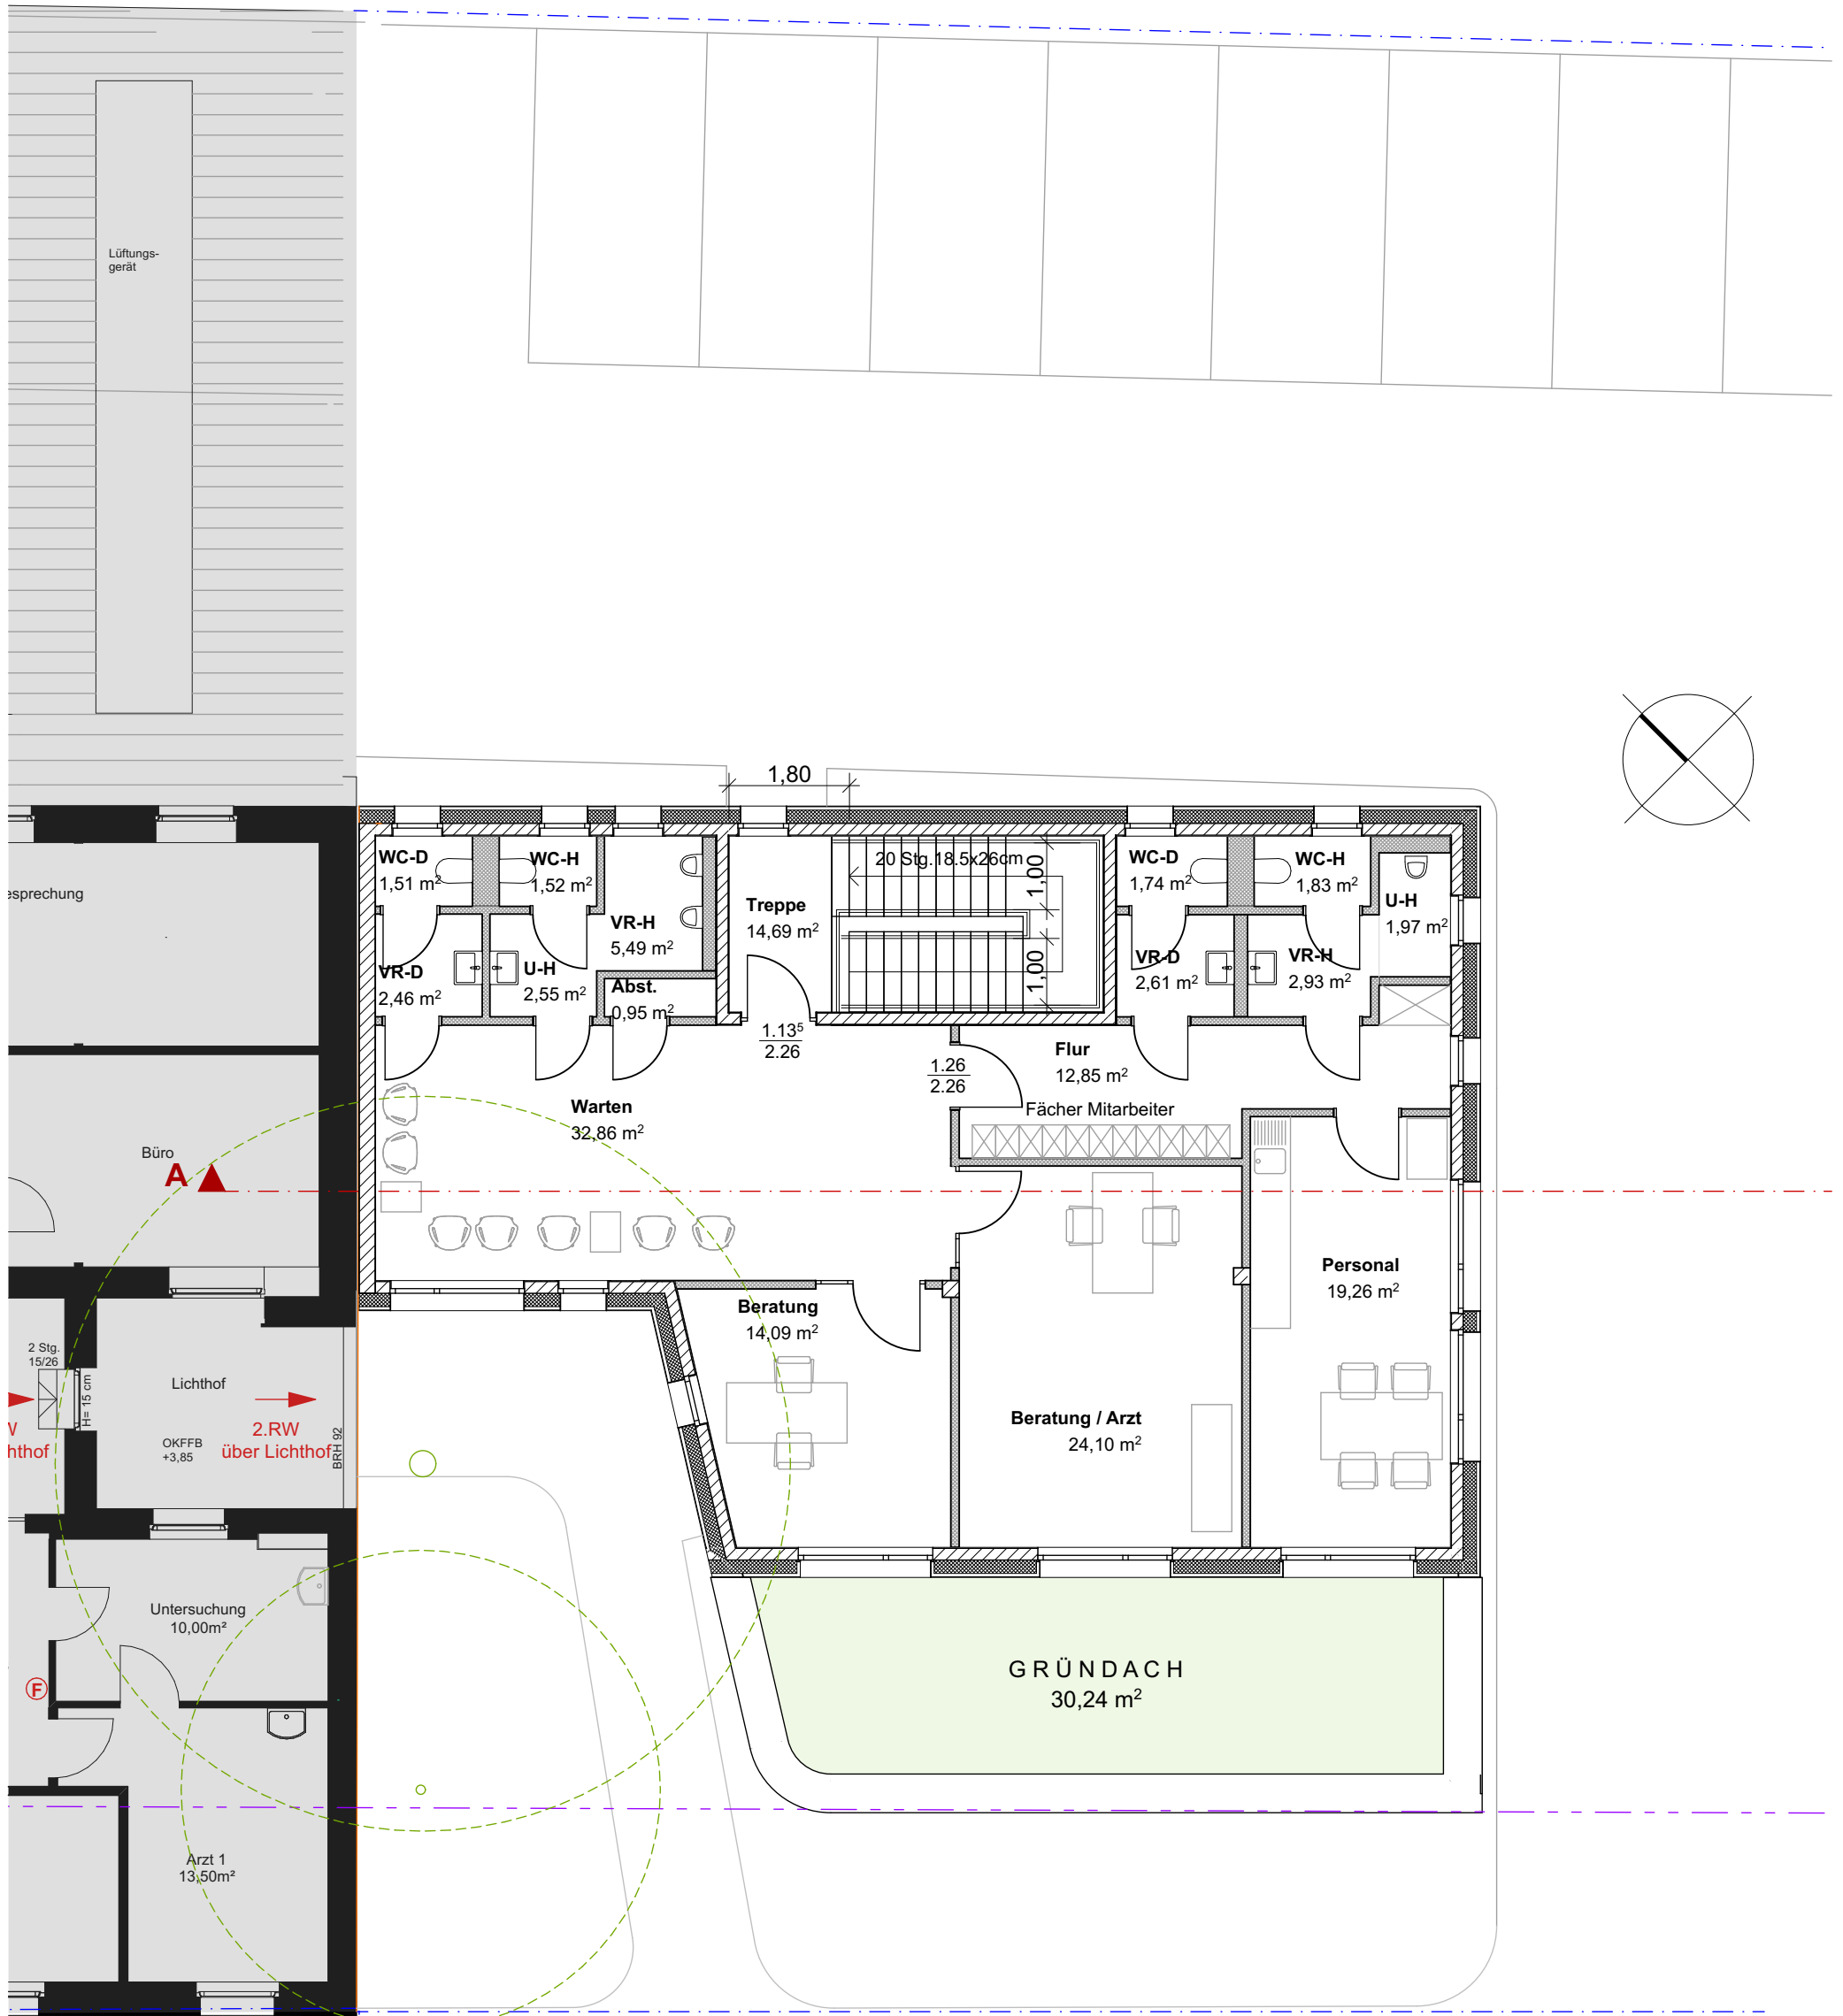 Lüftungs-
gerät
1,80
20 Stg.18.5x26cm
1,00
1,00
WC-D
1,51 m²
WC-H
1,52 m²
VR-H
5,49 m²
Treppe
14,69 m²
WC-D
1,74 m²
WC-H
1,83 m²
U-H
1,97 m²
VR-D
2,46 m²
U-H
2,55 m²
Abst.
0,95 m²
VR-D
2,61 m²
VR-H
2,93 m²
esprechung
1.13⁵
2.26
1.26
2.26
Flur
12,85 m²
Fächer Mitarbeiter
Warten
32,86 m²
Büro
A
Personal
19,26 m²
Beratung
14,09 m²
Beratung / Arzt
24,10 m²
2 Stg.
15/26
H= 15 cm
Lichthof
OKFFB
+3,85
2.RW
über Lichthof
BRH 92
W
hthof
Untersuchung
10,00m²
F
GRÜNDACH
30,24 m²
Arzt 1
13,50m²